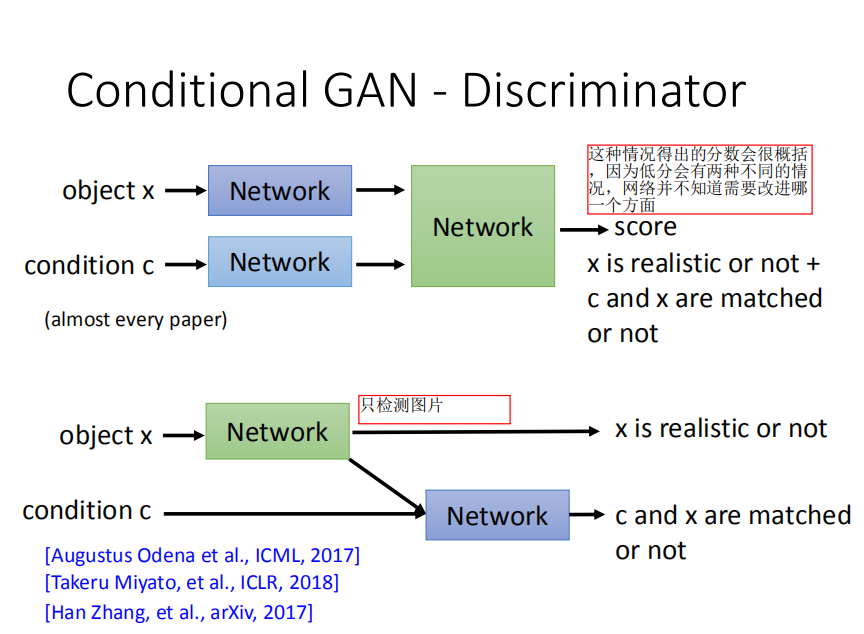 Conditional GAN - Discriminator
这种情况得出的分数会很概括
，因为低分会有两种不同的情
况，网络并不知道需要改进哪
一个方面
object x
Network
condition c
Network
Network
score
x is realistic or not +
c and x are matched
or not
(almost every paper)
object x
Network
只检测图片
x is realistic or not
condition c
Network
c and x are matched
or not
[Augustus Odena et al., ICML, 2017]
[Takeru Miyato, et al., ICLR, 2018]
[Han Zhang, et al., arXiv, 2017]